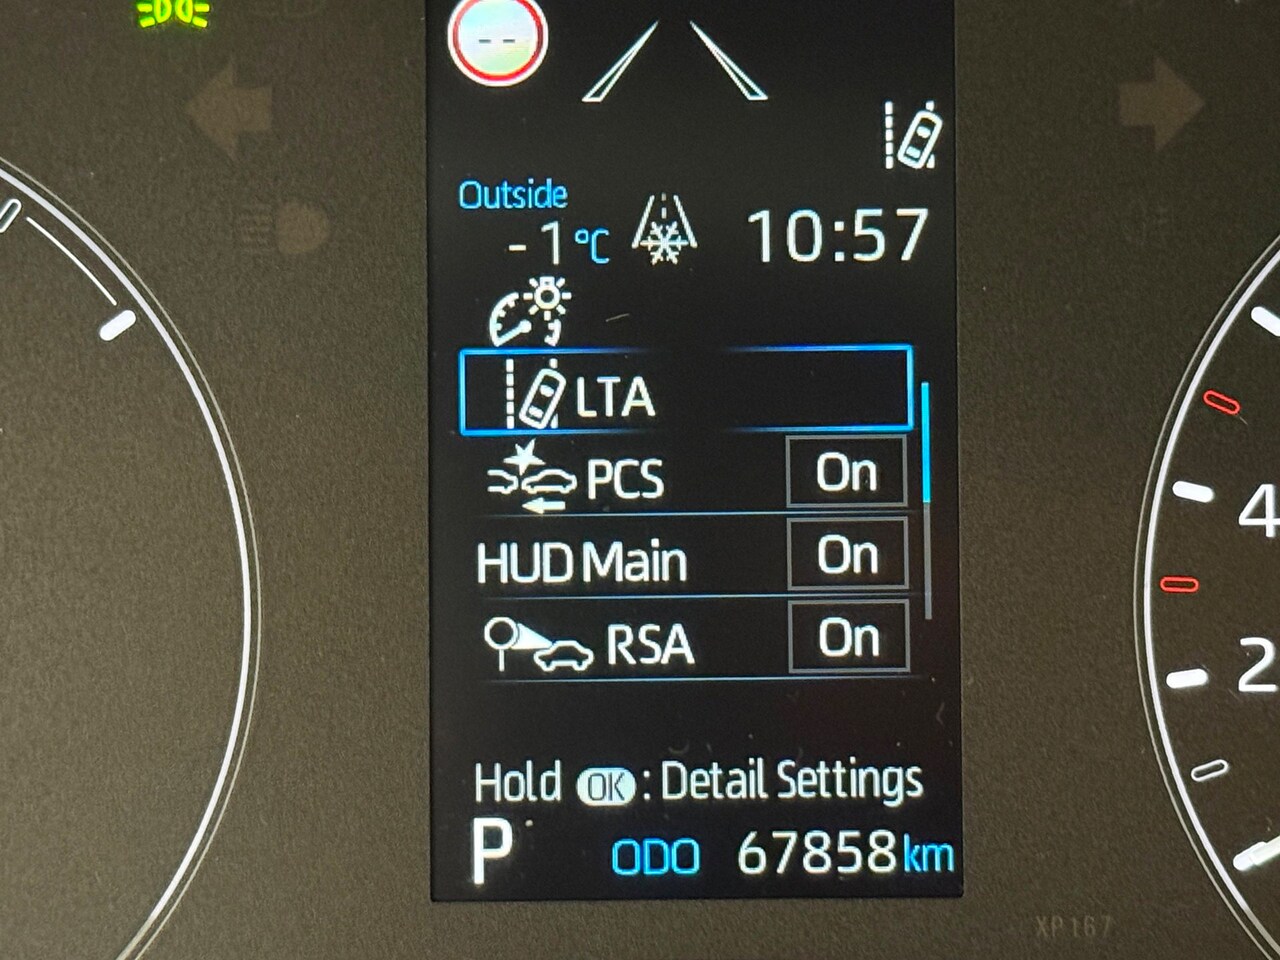 --
Outside
-1°C
10:57
LTA
PCS On
HUD Main On
RSA On
Hold OK : Detail Settings
P ODO 67858 km
4
2
XP167